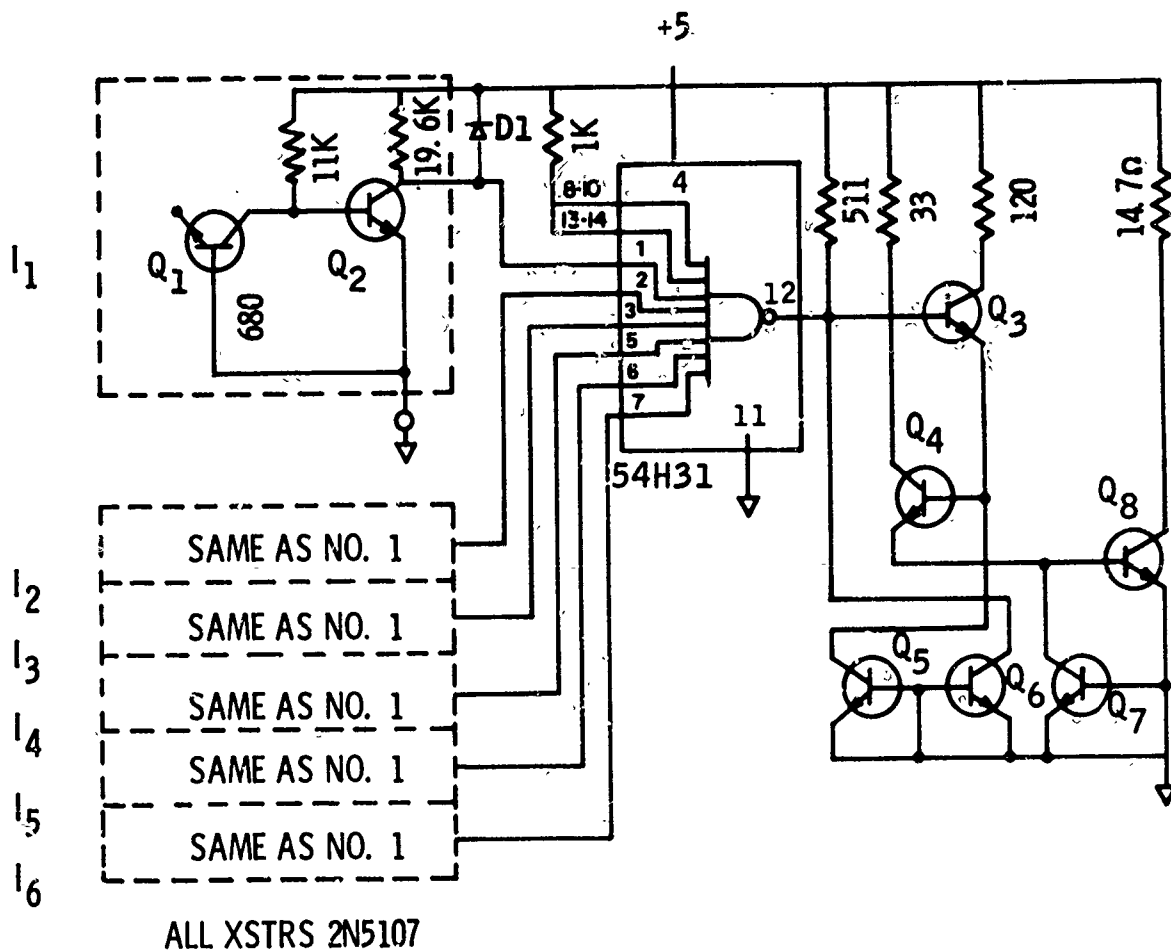 +5
11K
19.6K
D1
1K
4
8-10
13-14
1
2
3
5
6
7
12
11
54H31
511
33
120
14.7Ω
I1
Q1
680
Q2
Q3
Q4
Q8
Q5
Q6
Q7
SAME AS NO. 1
I2
SAME AS NO. 1
I3
SAME AS NO. 1
I4
SAME AS NO. 1
I5
SAME AS NO. 1
I6
ALL XSTRS 2N5107